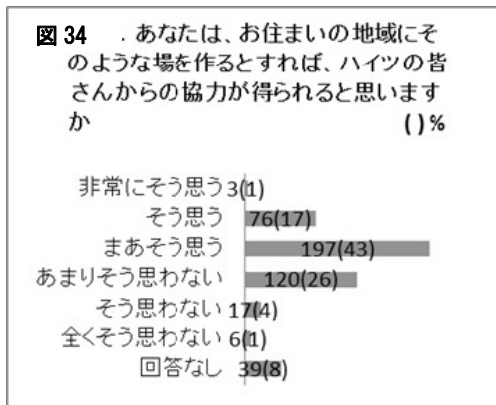 図 34　. あなたは、お住まいの地域にそ
のような場を作るとすれば、ハイツの皆
さんからの協力が得られると思います
か　( )%
非常にそう思う 3(1)
そう思う 76(17)
まあそう思う 197(43)
あまりそう思わない 120(26)
そう思わない 17(4)
全くそう思わない 6(1)
回答なし 39(8)